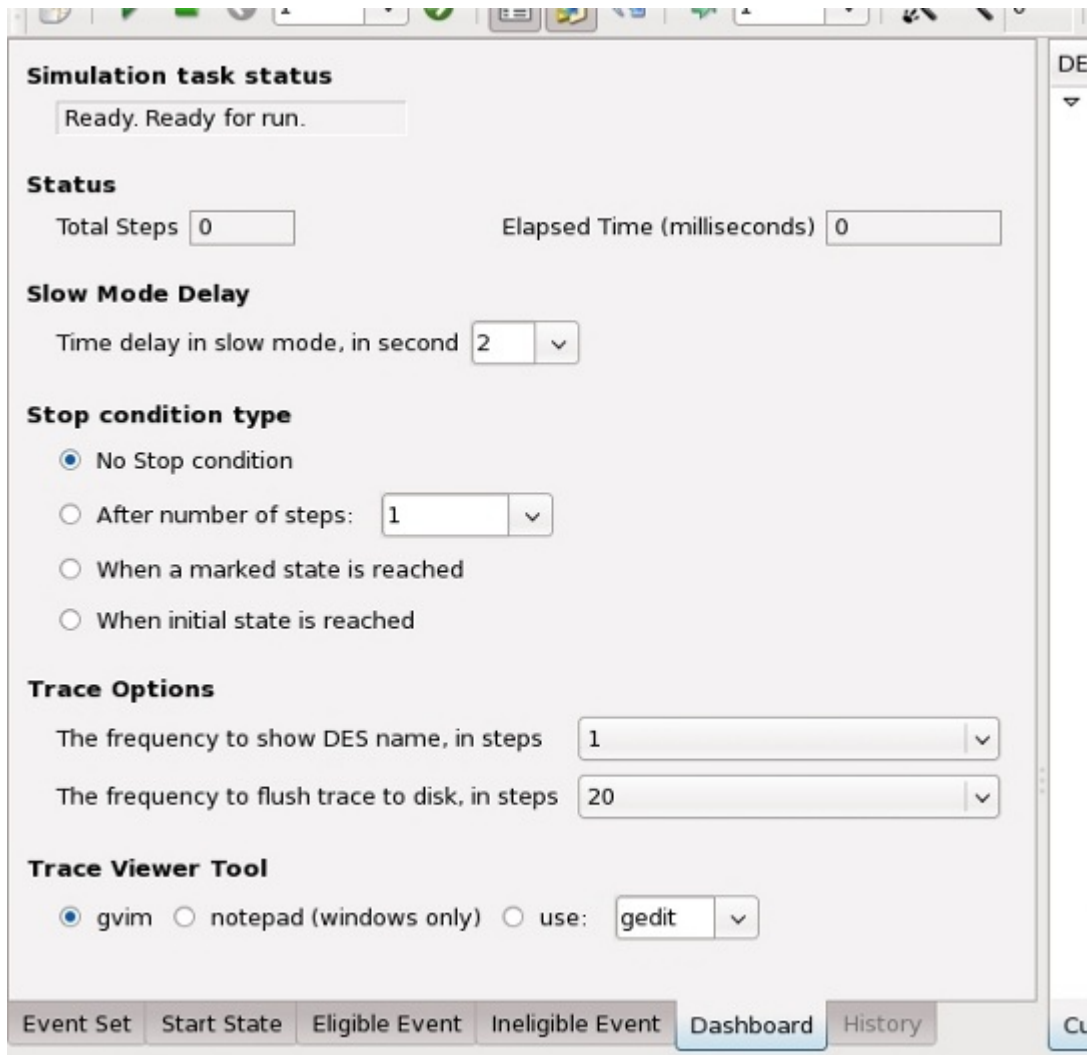 DE
Simulation task status
Ready. Ready for run.
Status
Total Steps 0 Elapsed Time (milliseconds) 0
Slow Mode Delay
Time delay in slow mode, in second 2
Stop condition type
No Stop condition
After number of steps: 1
When a marked state is reached
When initial state is reached
Trace Options
The frequency to show DES name, in steps 1
The frequency to flush trace to disk, in steps 20
Trace Viewer Tool
gvim notepad (windows only) use: gedit
Event Set Start State Eligible Event Ineligible Event Dashboard History Cu